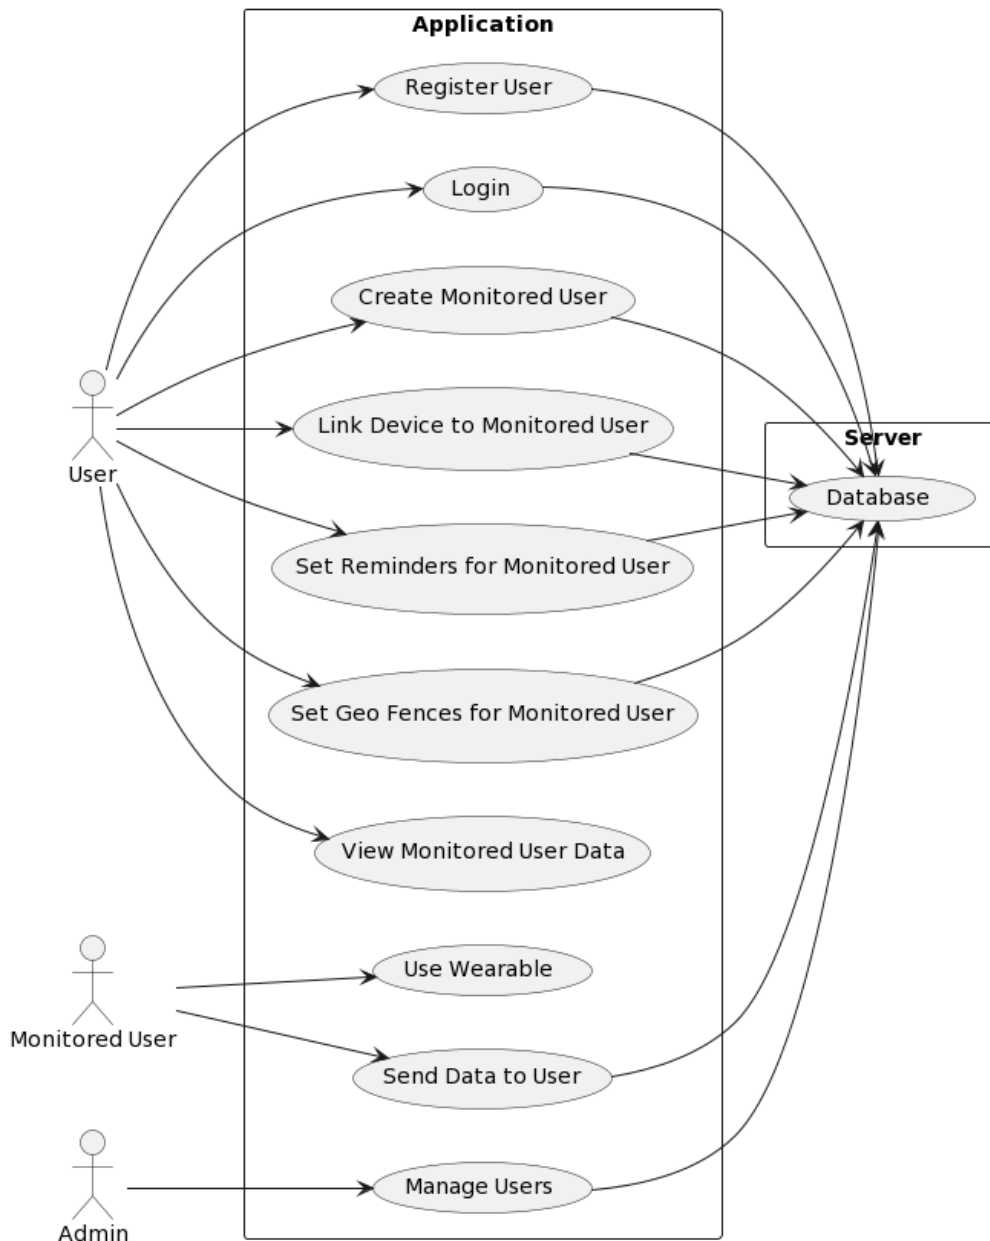 Application
Register User
Login
Create Monitored User
Link Device to Monitored User
Server
User
Database
Set Reminders for Monitored User
Set Geo Fences for Monitored User
View Monitored User Data
Use Wearable
Monitored User
Send Data to User
Manage Users
Admin